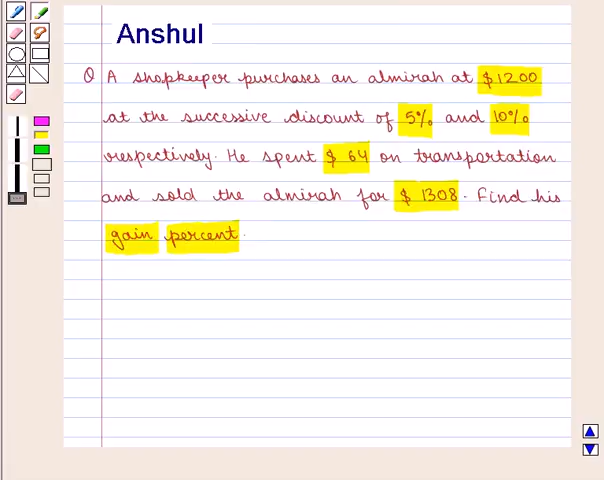 Anshul
Q A shopkeeper purchases an almirah at $1200
at the successive discount of 5% and 10%
respectively. He spent $ 64 on transportation
and sold the almirah for $ 1308. Find his
gain percent.